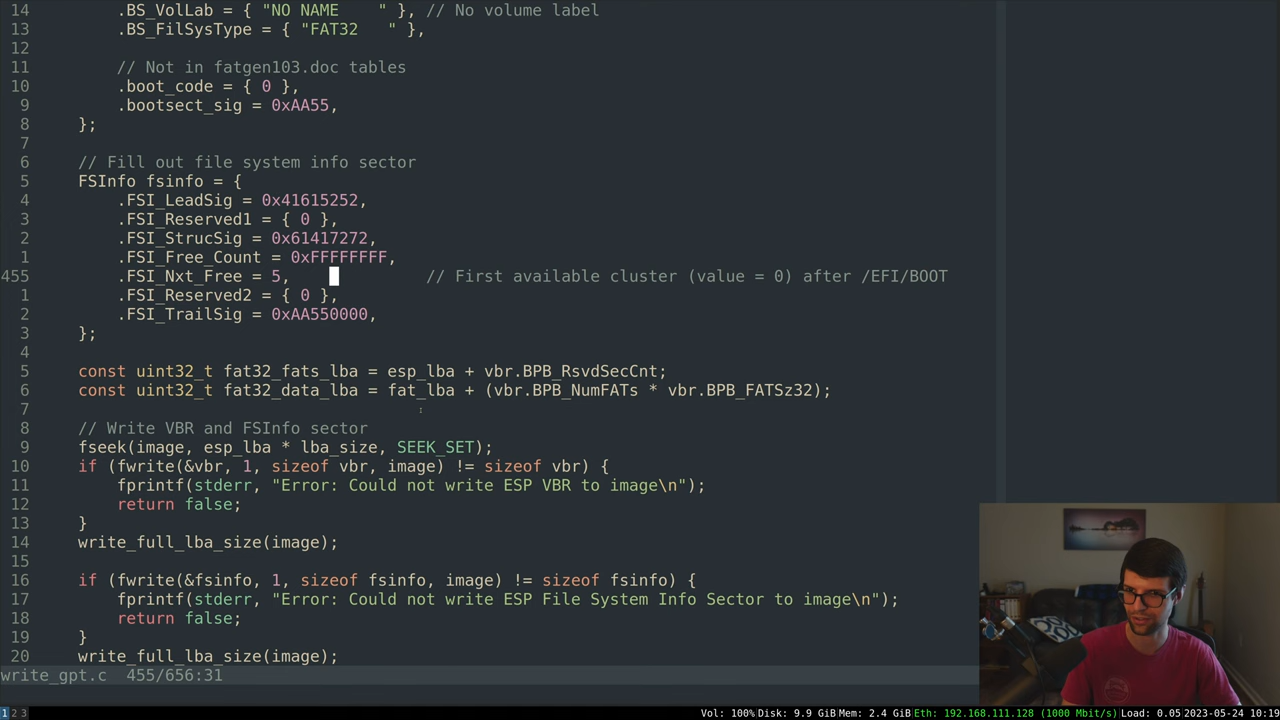 14         .BS_VolLab = { "NO NAME    " }, // No volume label
13         .BS_FilSysType = { "FAT32   " },
12
11         // Not in fatgen103.doc tables
10         .boot_code = { 0 },
9         .bootsect_sig = 0xAA55,
8     };
7
6     // Fill out file system info sector
5     FSInfo fsinfo = {
4         .FSI_LeadSig = 0x41615252,
3         .FSI_Reserved1 = { 0 },
2         .FSI_StrucSig = 0x61417272,
1         .FSI_Free_Count = 0xFFFFFFFF,
455         .FSI_Nxt_Free = 5,              // First available cluster (value = 0) after /EFI/BOOT
1         .FSI_Reserved2 = { 0 },
2         .FSI_TrailSig = 0xAA550000,
3     };
4
5     const uint32_t fat32_fats_lba = esp_lba + vbr.BPB_RsvdSecCnt;
6     const uint32_t fat32_data_lba = fat_lba + (vbr.BPB_NumFATs * vbr.BPB_FATSz32);
7
8     // Write VBR and FSInfo sector
9     fseek(image, esp_lba * lba_size, SEEK_SET);
10     if (fwrite(&vbr, 1, sizeof vbr, image) != sizeof vbr) {
11         fprintf(stderr, "Error: Could not write ESP VBR to image\n");
12         return false;
13     }
14     write_full_lba_size(image);
15
16     if (fwrite(&fsinfo, 1, sizeof fsinfo, image) != sizeof fsinfo) {
17         fprintf(stderr, "Error: Could not write ESP File System Info Sector to image\n");
18         return false;
19     }
20     write_full_lba_size(image);
write_gpt.c  455/656:31
1 2 3 Vol: 100% Disk: 9.9 GiB Mem: 2.4 GiB Eth: 192.168.111.128 (1000 Mbit/s) Load: 0.05 2023-05-24 10:19